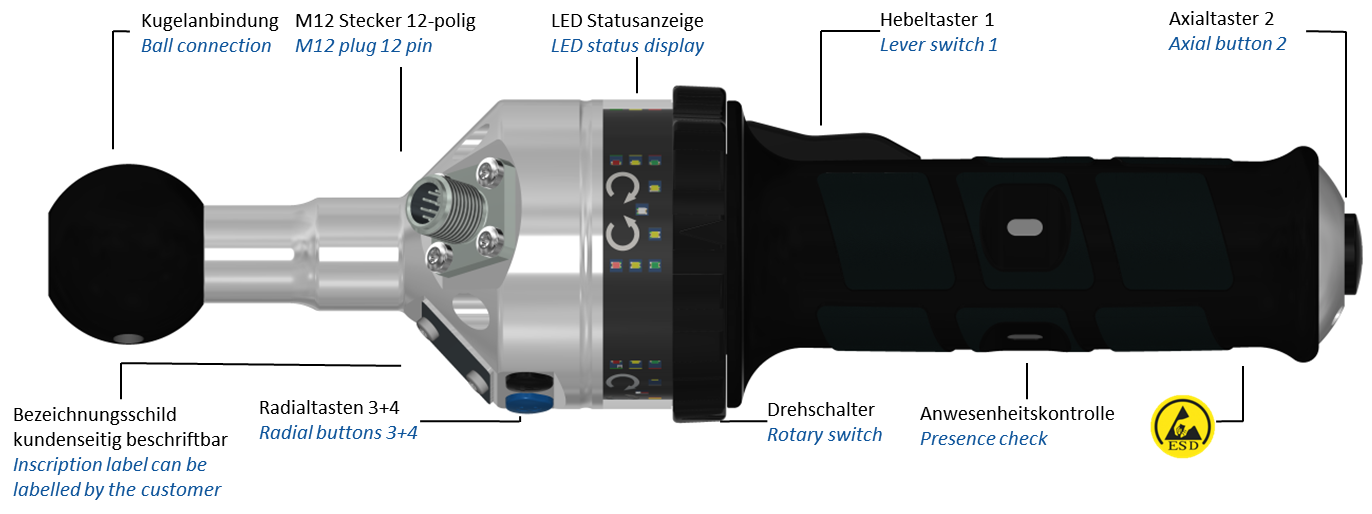 Kugelanbindung
Ball connection
M12 Stecker 12-polig
M12 plug 12 pin
LED Statusanzeige
LED status display
Hebeltaster 1
Lever switch 1
Axialtaster 2
Axial button 2
Bezeichnungsschild
kundenseitig beschriftbar
Inscription label can be
labelled by the customer
Radialtasten 3+4
Radial buttons 3+4
Drehschalter
Rotary switch
Anwesenheitskontrolle
Presence check
ESD